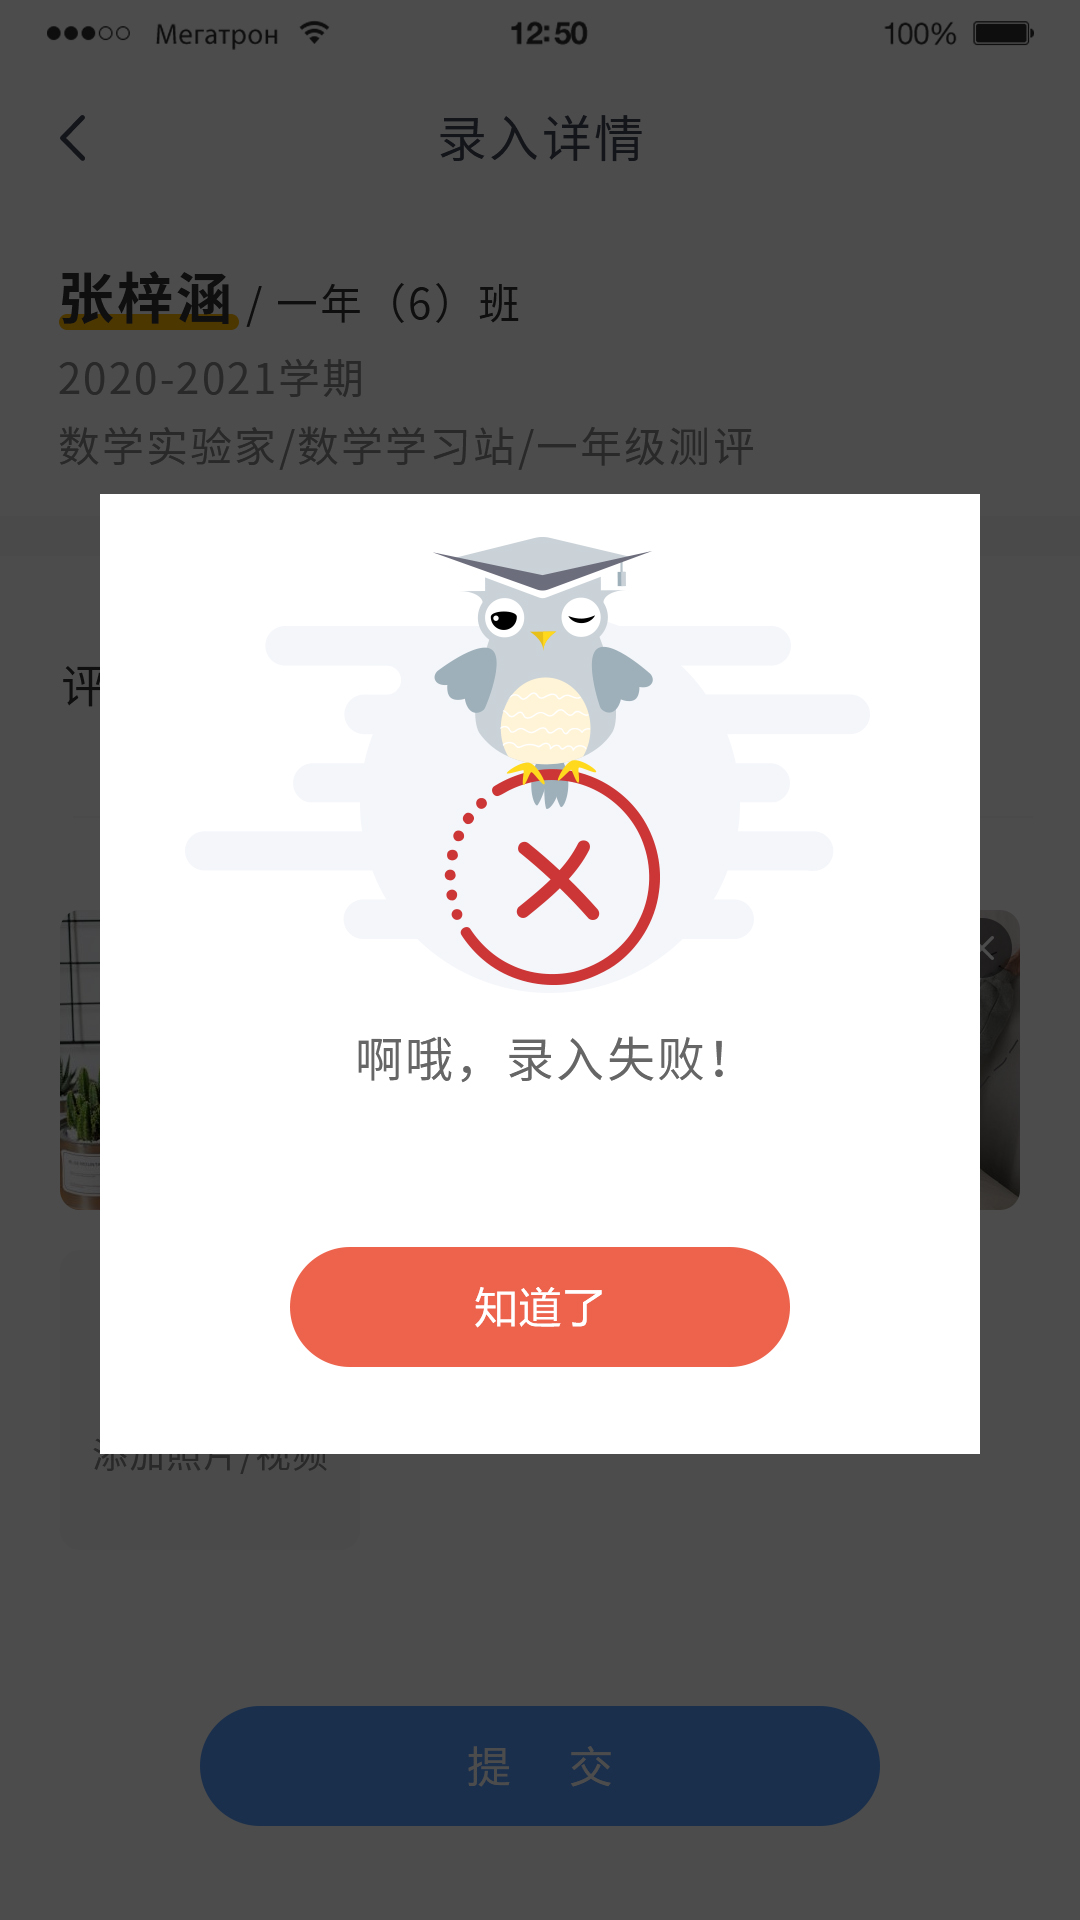 Мегатрон 12:50 100%
录入详情
张梓涵 / 一年（6）班
2020-2021学期
数学实验家/数学学习站/一年级测评
评
啊哦，录入失败！
知道了
添加照片/视频
提 交